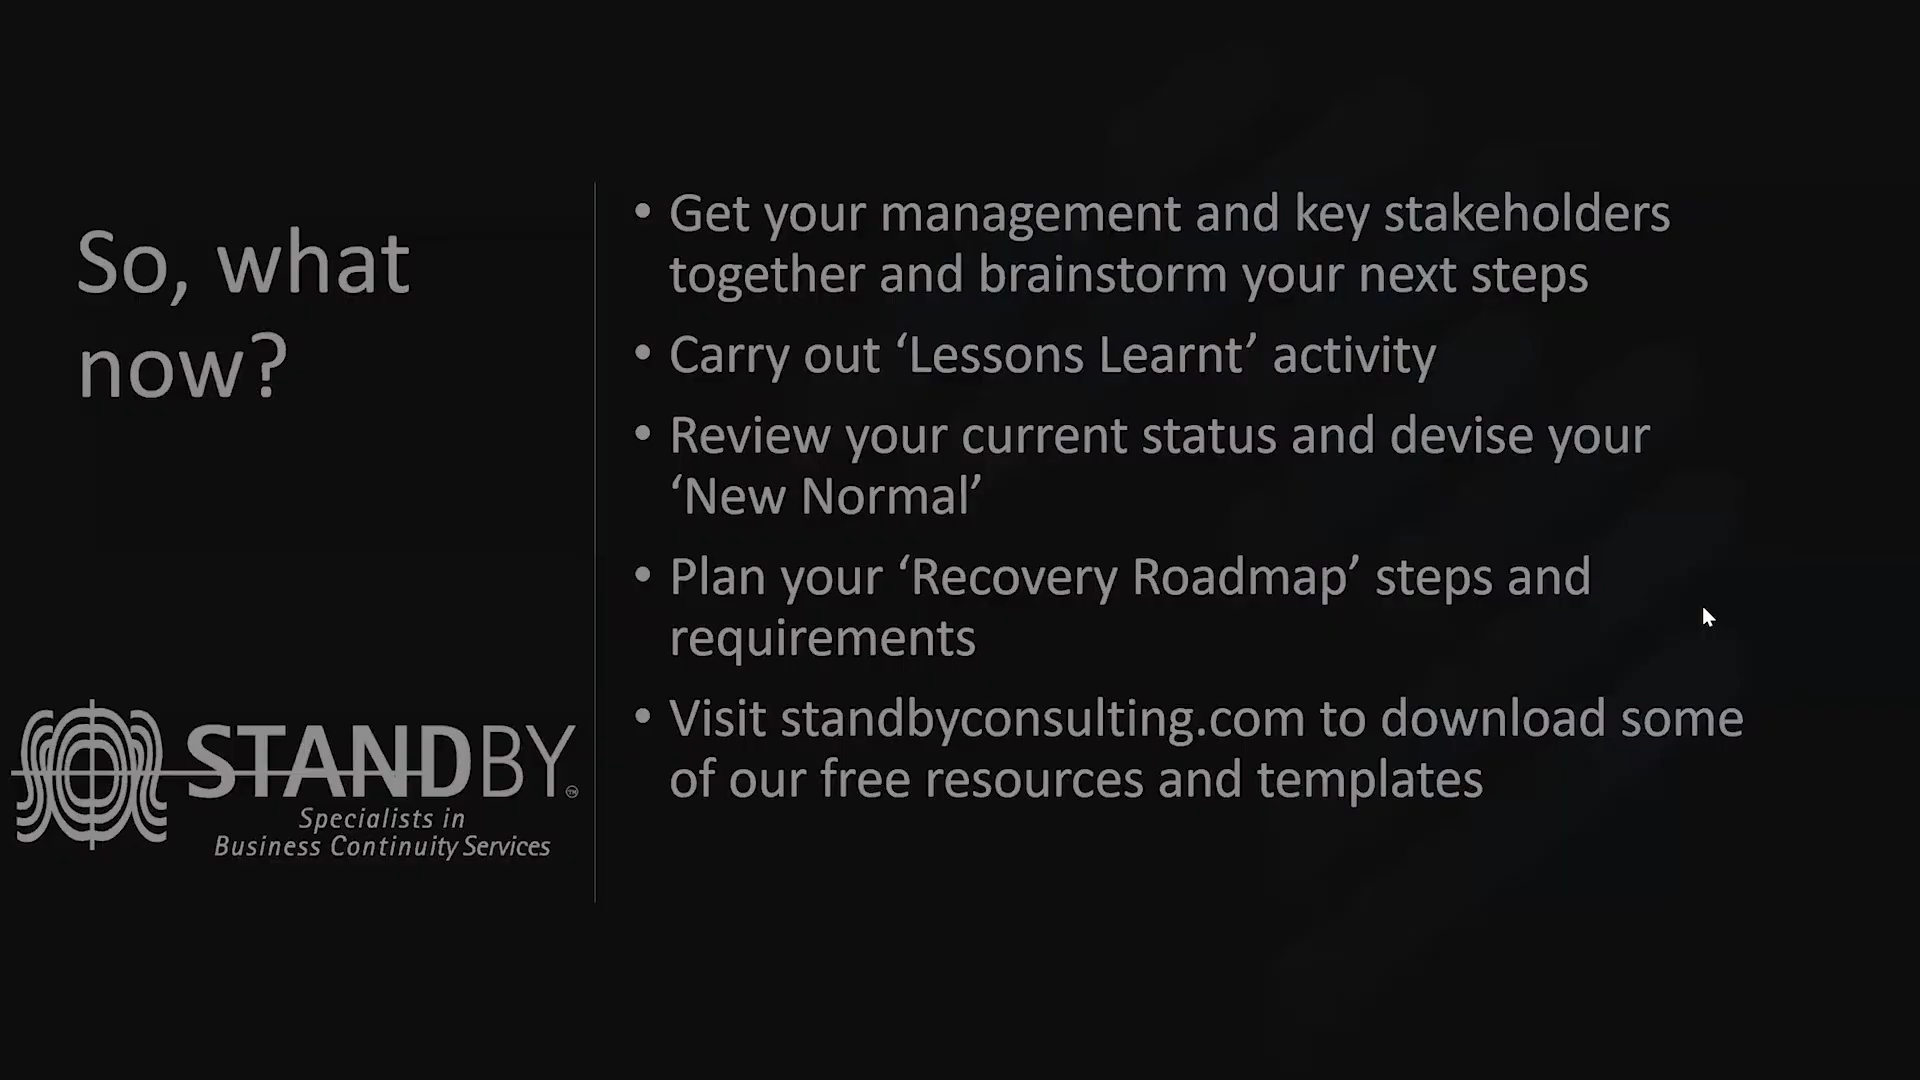 So, what
now?
• Get your management and key stakeholders
together and brainstorm your next steps
• Carry out ‘Lessons Learnt’ activity
• Review your current status and devise your
‘New Normal’
• Plan your ‘Recovery Roadmap’ steps and
requirements
• Visit standbyconsulting.com to download some
of our free resources and templates
STANDBY™
Specialists in
Business Continuity Services